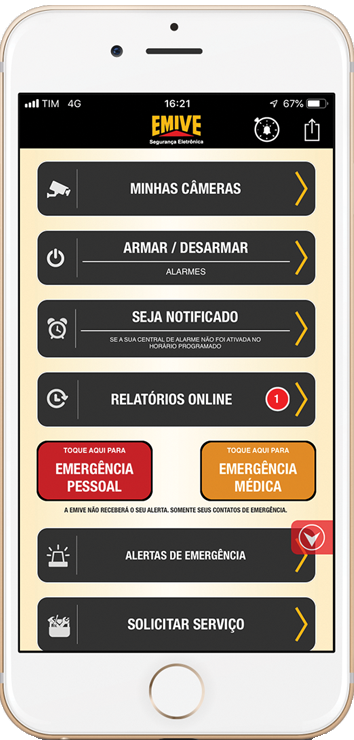 TIM 4G 16:21 67%
EMIVE
Segurança Eletrônica
MINHAS CÂMERAS
ARMAR / DESARMAR
ALARMES
SEJA NOTIFICADO
SE A SUA CENTRAL DE ALARME NÃO FOI ATIVADA NO
HORÁRIO PROGRAMADO
RELATÓRIOS ONLINE 1
TOQUE AQUI PARA
EMERGÊNCIA
PESSOAL
TOQUE AQUI PARA
EMERGÊNCIA
MÉDICA
A EMIVE NÃO RECEBERÁ O SEU ALERTA. SOMENTE SEUS CONTATOS DE EMERGÊNCIA.
ALERTAS DE EMERGÊNCIA
SOLICITAR SERVIÇO